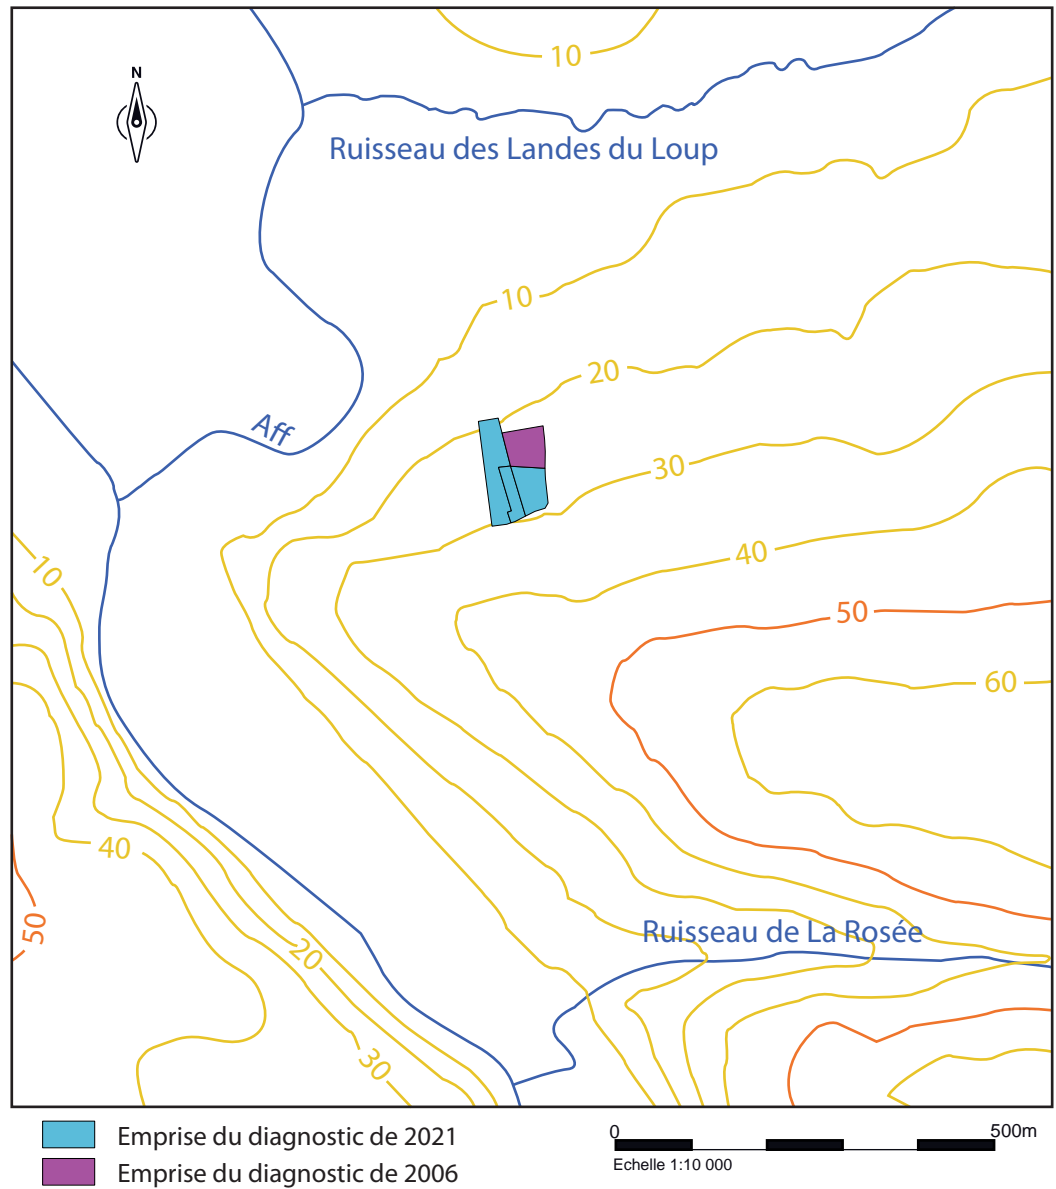 10
N
Ruisseau des Landes du Loup
10
20
Aff
30
40
10
50
60
40
50
Ruisseau de La Rosée
20
30
Emprise du diagnostic de 2021
Emprise du diagnostic de 2006
0 500m
Echelle 1:10 000